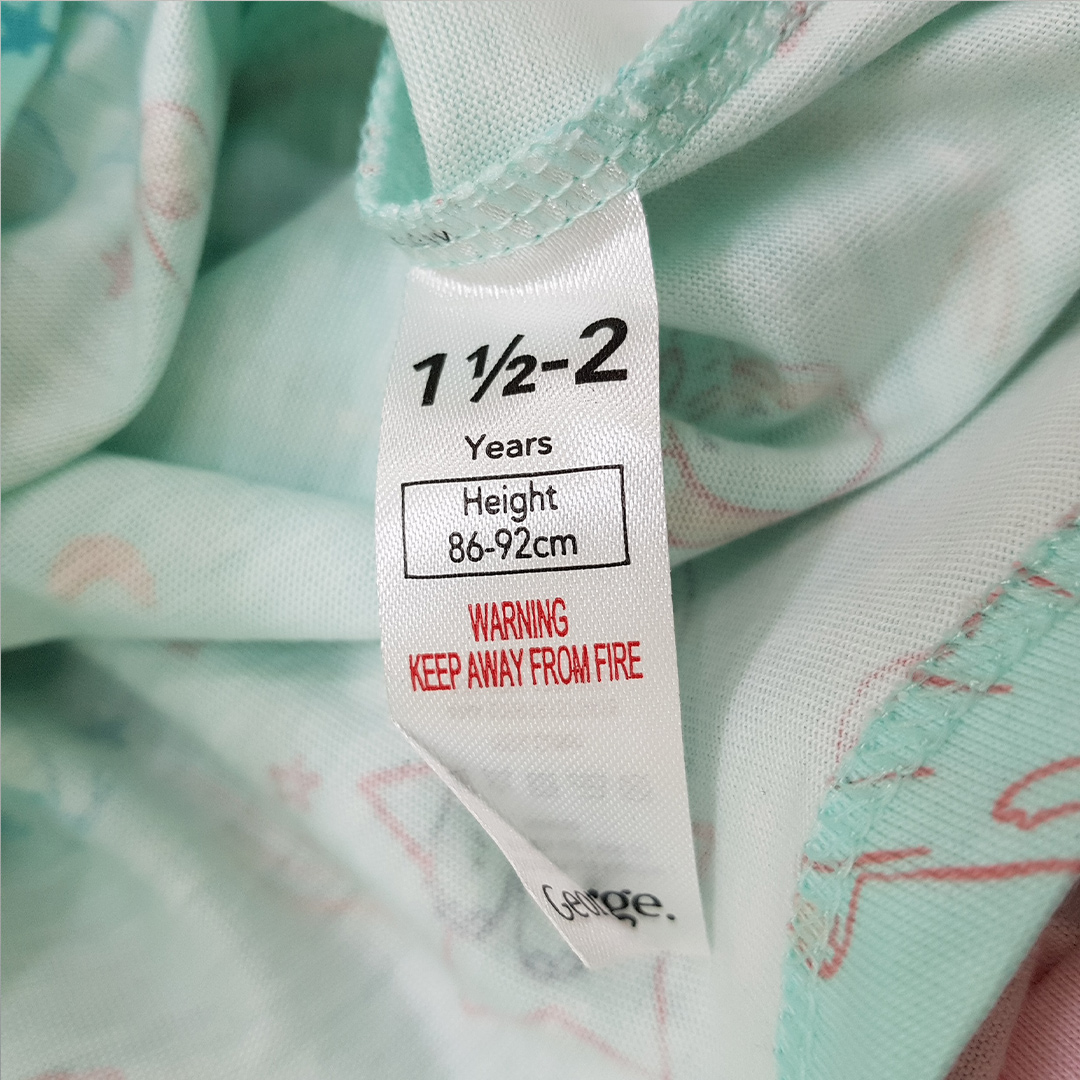 1 ½-2
Years
Height
86-92cm
WARNING
KEEP AWAY FROM FIRE
George.